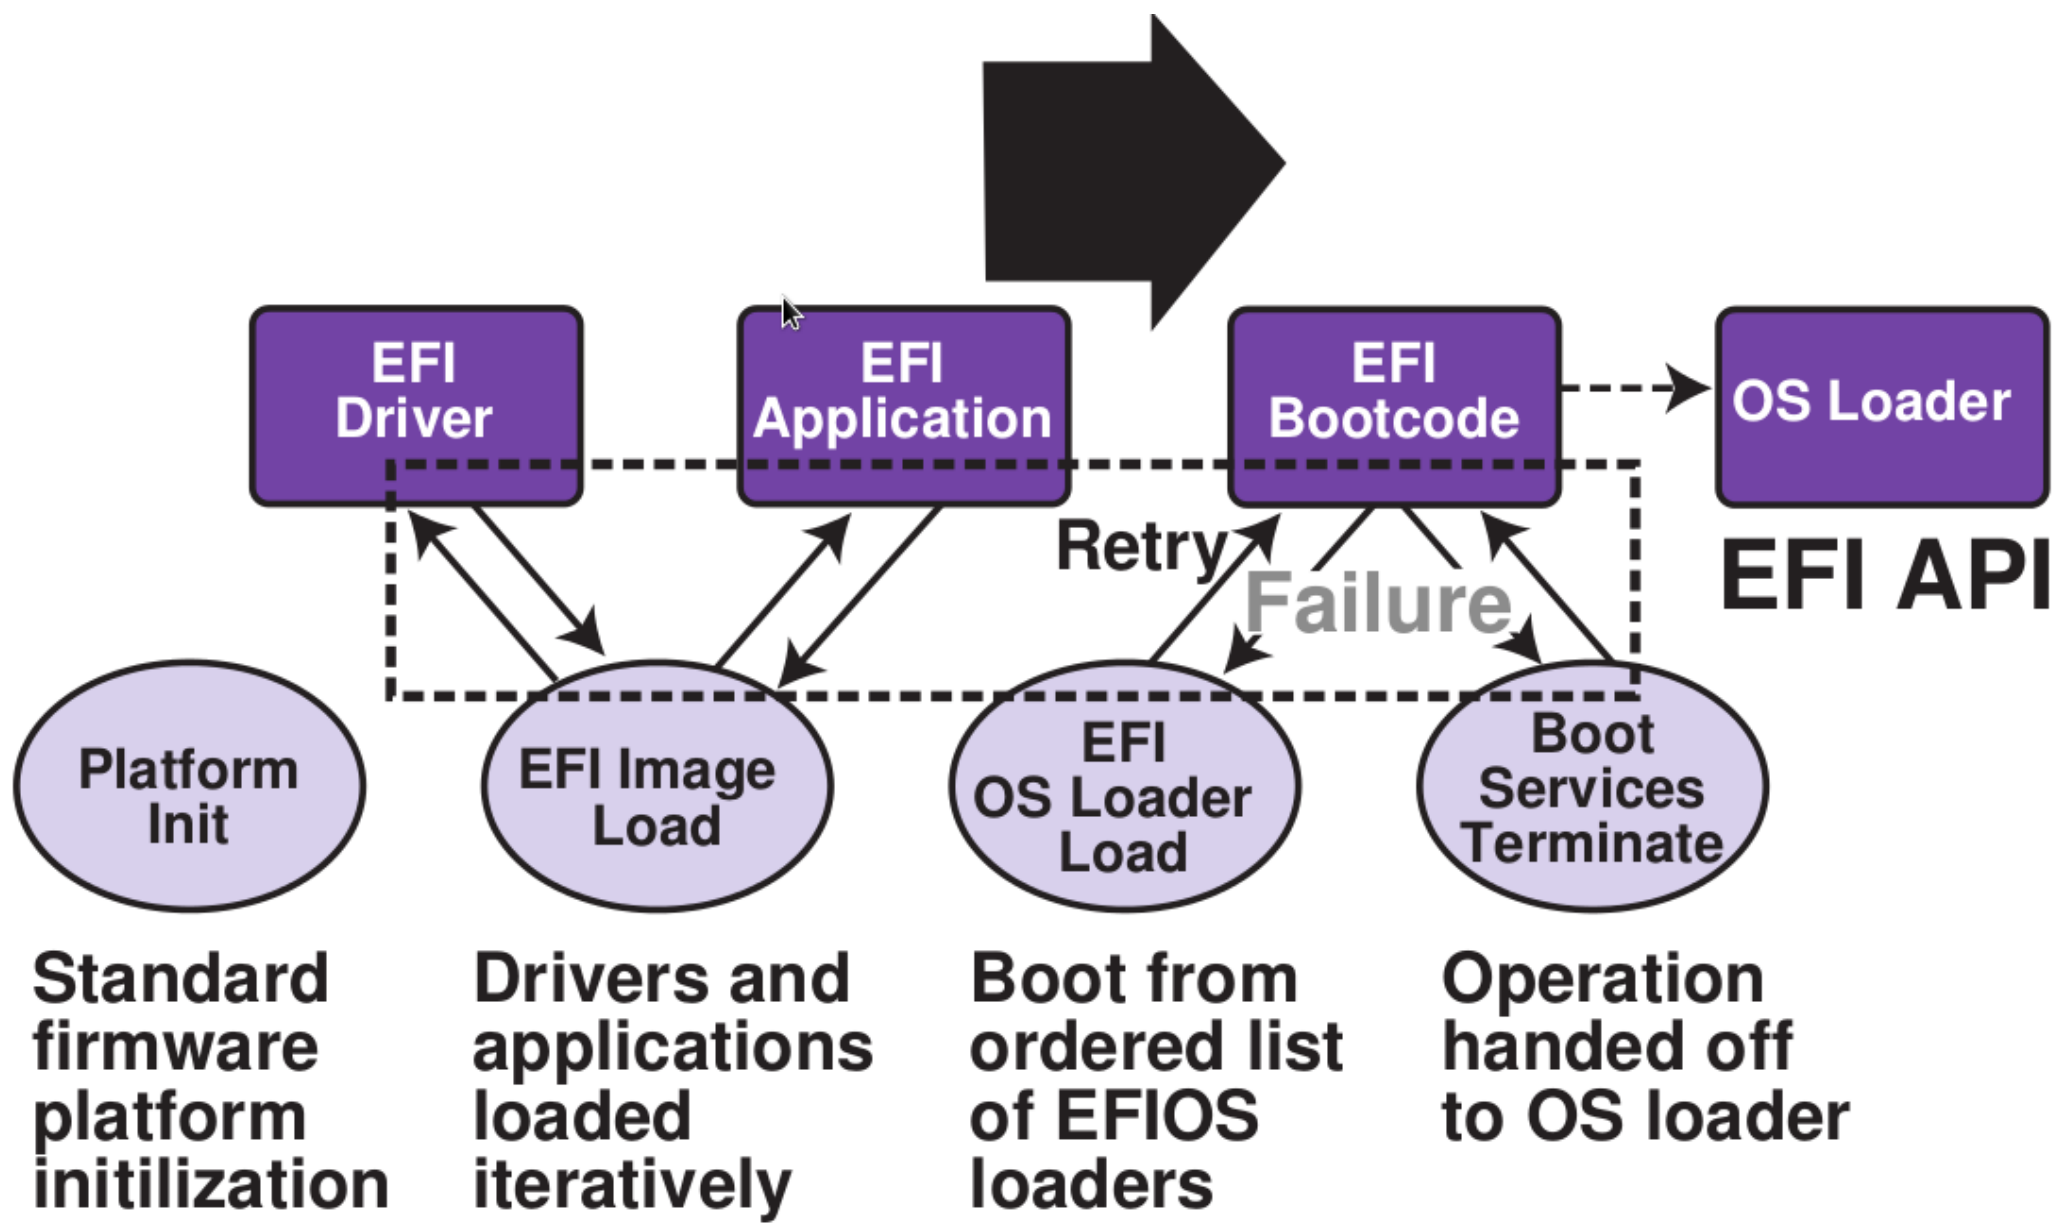 EFI
Driver
EFI
Application
EFI
Bootcode
OS Loader
Retry
Failure
EFI API
Platform
Init
EFI Image
Load
EFI
OS Loader
Load
Boot
Services
Terminate
Standard
firmware
platform
initilization
Drivers and
applications
loaded
iteratively
Boot from
ordered list
of EFIOS
loaders
Operation
handed off
to OS loader